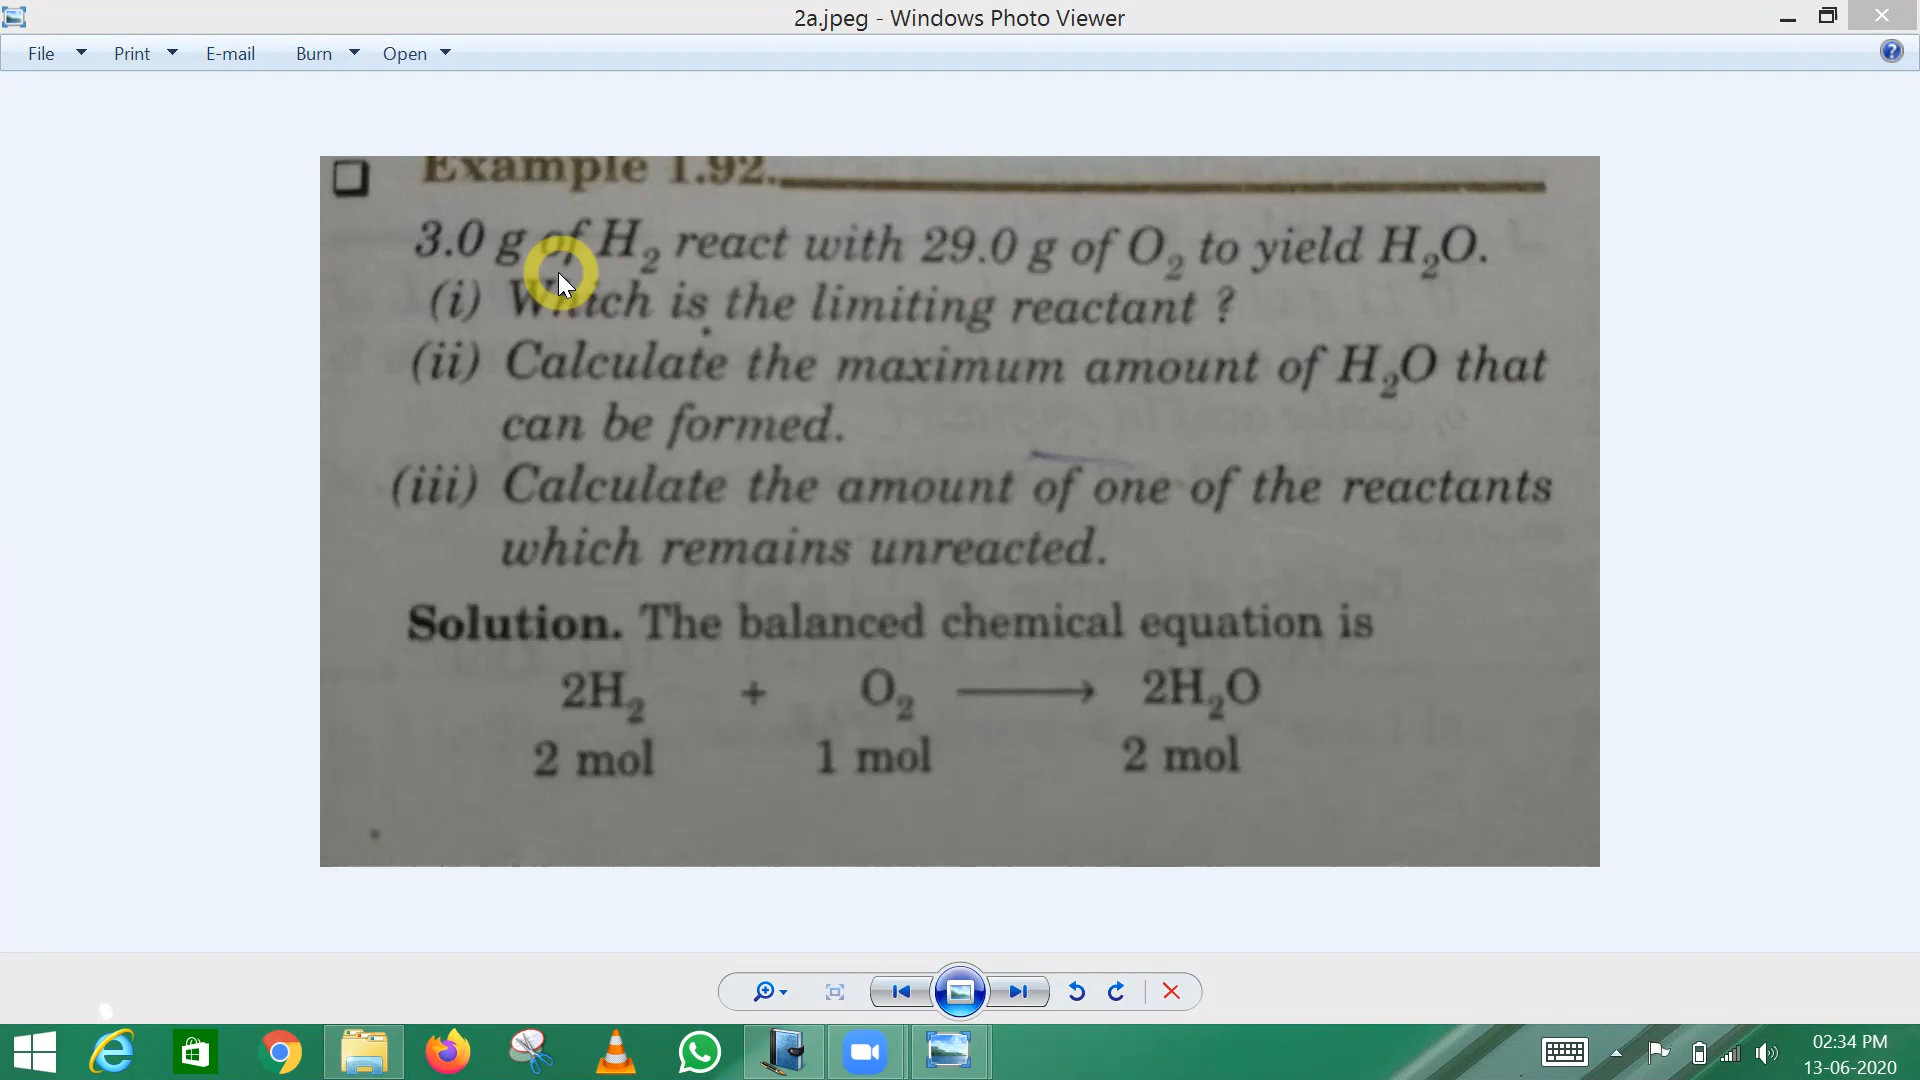 2a.jpeg - Windows Photo Viewer
File Print E-mail Burn Open
Example 1.92.
3.0 g of H₂ react with 29.0 g of O₂ to yield H₂O.
(i) Which is the limiting reactant ?
(ii) Calculate the maximum amount of H₂O that
can be formed.
(iii) Calculate the amount of one of the reactants
which remains unreacted.
Solution. The balanced chemical equation is
2H₂ + O₂ ⟶ 2H₂O
2 mol 1 mol 2 mol
02:34 PM
13-06-2020